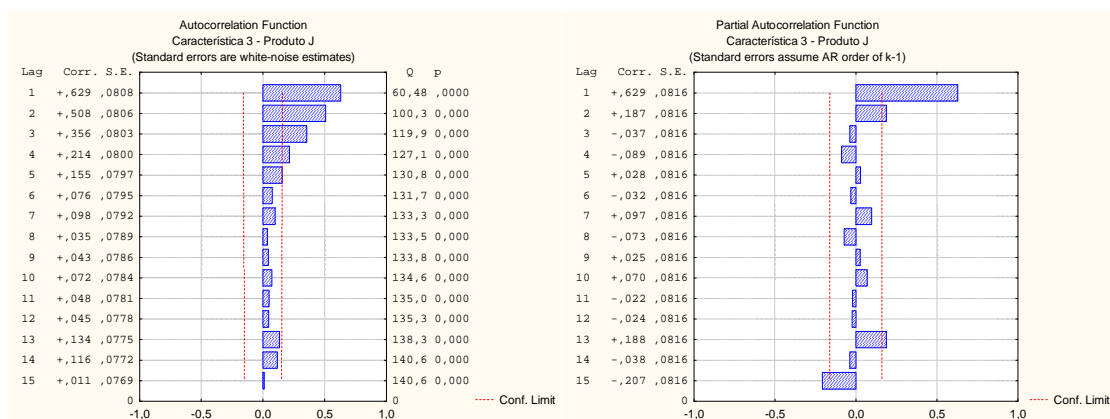 Autocorrelation Function
Característica 3 - Produto J
(Standard errors are white-noise estimates)
Lag Corr. S.E. Q p
1 +,629 ,0808 60,48 ,0000
2 +,508 ,0806 100,3 0,000
3 +,356 ,0803 119,9 0,000
4 +,214 ,0800 127,1 0,000
5 +,155 ,0797 130,8 0,000
6 +,076 ,0795 131,7 0,000
7 +,098 ,0792 133,3 0,000
8 +,035 ,0789 133,5 0,000
9 +,043 ,0786 133,8 0,000
10 +,072 ,0784 134,6 0,000
11 +,048 ,0781 135,0 0,000
12 +,045 ,0778 135,3 0,000
13 +,134 ,0775 138,3 0,000
14 +,116 ,0772 140,6 0,000
15 +,011 ,0769 140,6 0,000
0 0
-1,0 -0,5 0,0 0,5 1,0
Conf. Limit
Partial Autocorrelation Function
Característica 3 - Produto J
(Standard errors assume AR order of k-1)
Lag Corr. S.E.
1 +,629 ,0816
2 +,187 ,0816
3 -,037 ,0816
4 -,089 ,0816
5 +,028 ,0816
6 -,032 ,0816
7 +,097 ,0816
8 -,073 ,0816
9 +,025 ,0816
10 +,070 ,0816
11 -,022 ,0816
12 -,024 ,0816
13 +,188 ,0816
14 -,038 ,0816
15 -,207 ,0816
0 0
-1,0 -0,5 0,0 0,5 1,0
Conf. Limit